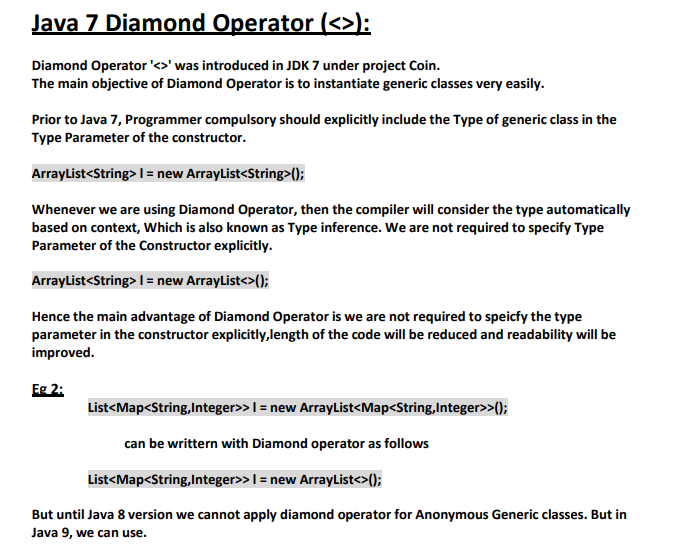 Java 7 Diamond Operator (<>):
Diamond Operator '<>' was introduced in JDK 7 under project Coin.
The main objective of Diamond Operator is to instantiate generic classes very easily.
Prior to Java 7, Programmer compulsory should explicitly include the Type of generic class in the
Type Parameter of the constructor.
ArrayList<String> l = new ArrayList<String>();
Whenever we are using Diamond Operator, then the compiler will consider the type automatically
based on context, Which is also known as Type inference. We are not required to specify Type
Parameter of the Constructor explicitly.
ArrayList<String> l = new ArrayList<>();
Hence the main advantage of Diamond Operator is we are not required to speicfy the type
parameter in the constructor explicitly,length of the code will be reduced and readability will be
improved.
Eg 2:
List<Map<String,Integer>> l = new ArrayList<Map<String,Integer>>();
can be writtern with Diamond operator as follows
List<Map<String,Integer>> l = new ArrayList<>();
But until Java 8 version we cannot apply diamond operator for Anonymous Generic classes. But in
Java 9, we can use.